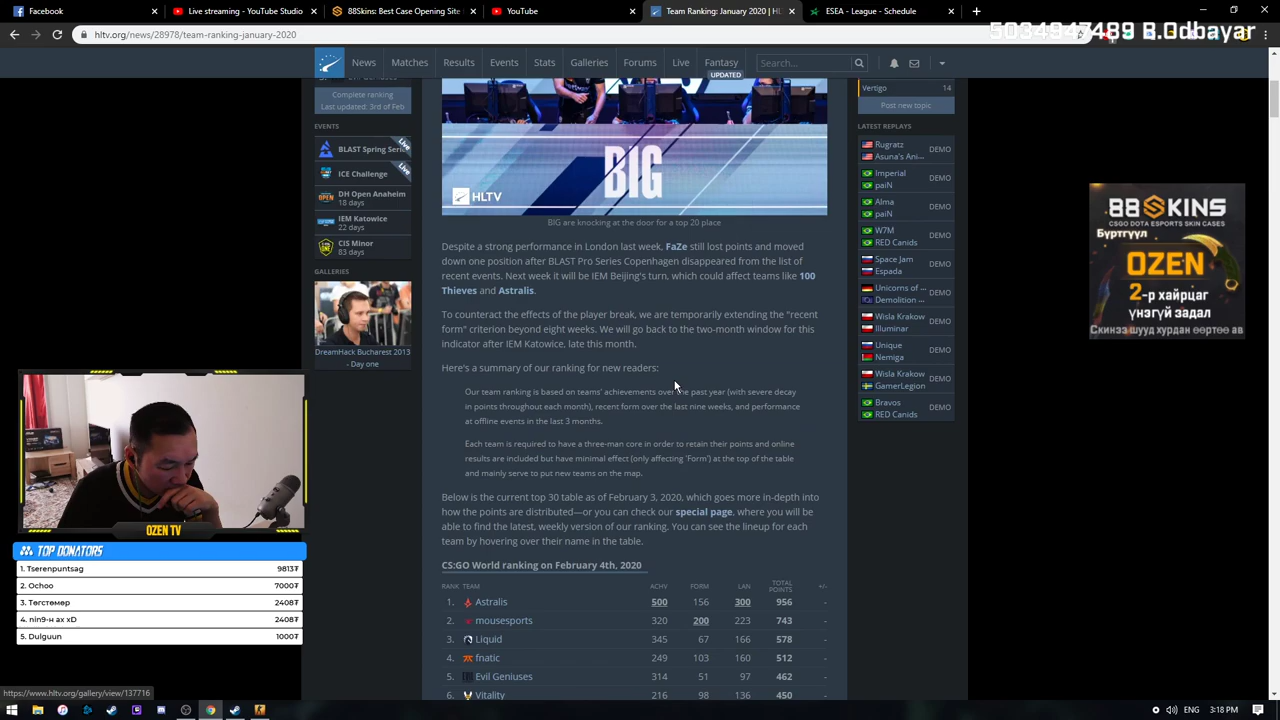 Facebook
Live streaming - YouTube Studio
88Skins: Best Case Opening Site
YouTube
Team ranking January 2020 | HL
ESEA - League
hltv.org/news/28978/team-ranking-january-2020
5034947489 B.Odbayar
HLTV
News
Matches
Results
Events
Stats
Galleries
Forums
Live
Fantasy
UPDATED
Search...
Complete ranking
Last updated: 3rd of Feb
EVENTS
BLAST Spring Seri
Live
ICE Challenge
Live
DH Open Anaheim
18 days
IEM Katowice
22 days
CIS Minor
83 days
GALLERIES
DreamHack Bucharest 2013
- Day one
BIG
HLTV
BIG are knocking at the door for a top 20 place
Despite a strong performance in London last week, FaZe still lost points and moved
down one position after BLAST Pro Series Copenhagen disappeared from the list of
recent events. Next week it will be IEM Beijing's turn, which could affect teams like 100
Thieves and Astralis.
To counteract the effects of the player break, we are temporarily extending the "recent
form" criterion beyond eight weeks. We will go back to the two-month window for this
indicator after IEM Katowice, late this month.
Here's a summary of our ranking for new readers:
Our team ranking is based on teams' achievements over the past year (with severe decay
in points throughout each month), recent form over the last nine weeks, and performance
at offline events in the last 3 months.
Each team is required to have a three-man core in order to retain their points and online
results are included but have minimal effect (only affecting 'Form') at the top of the table
and mainly serve to put new teams on the map.
Below is the current top 30 table as of February 3, 2020, which goes more in-depth into
how the points are distributed—or you can check our special page, where you will be
able to find the latest, weekly version of our ranking. You can see the lineup for each
team by hovering over their name in the table.
CS:GO World ranking on February 4th, 2020
RANK TEAM ACHV FORM LAN TOTAL POINTS +/-
1. Astralis 500 156 300 956 -
2. mousesports 320 200 223 743 -
3. Liquid 345 67 166 578 -
4. fnatic 249 103 160 512 -
5. Evil Geniuses 314 51 97 462 -
6. Vitality 216 98 136 450 -
Vertigo 14
Post new topic
LATEST REPLAYS
Rugratz
Asuna's Ani... DEMO
Imperial
paiN DEMO
Alma
paiN DEMO
W7M
RED Canids DEMO
Space Jam
Espada DEMO
Unicorns of ...
Demolition ... DEMO
Wisla Krakow
Illuminar DEMO
Unique
Nemiga DEMO
Wisla Krakow
GamerLegion DEMO
Bravos
RED Canids DEMO
88SKINS
CSGO DOTA ESPORTS SKIN CASES
Бүртгүүл
OZEN
2-р хайрцаг
үнэгүй задал
Скинээ шууд хурдан өөртөө ав
OZEN TV
TOP DONATORS
1. Tserenpuntsag 9813₮
2. Ochoo 7000₮
3. Төгстөмөр 2408₮
4. nin9-н ах xD 2408₮
5. Dulguun 1000₮
https://www.hltv.org/gallery/view/137716
ENG
3:18 PM